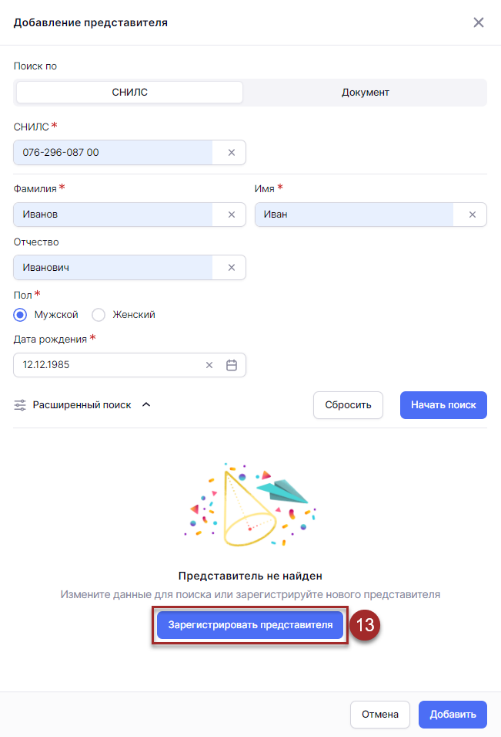 Добавление представителя
Поиск по
СНИЛС Документ
СНИЛС *
076-296-087 00
Фамилия * Имя *
Иванов Иван
Отчество
Иванович
Пол *
Мужской Женский
Дата рождения *
12.12.1985
Расширенный поиск Сбросить Начать поиск
Представитель не найден
Измените данные для поиска или зарегистрируйте нового представителя
Зарегистрировать представителя 13
Отмена Добавить